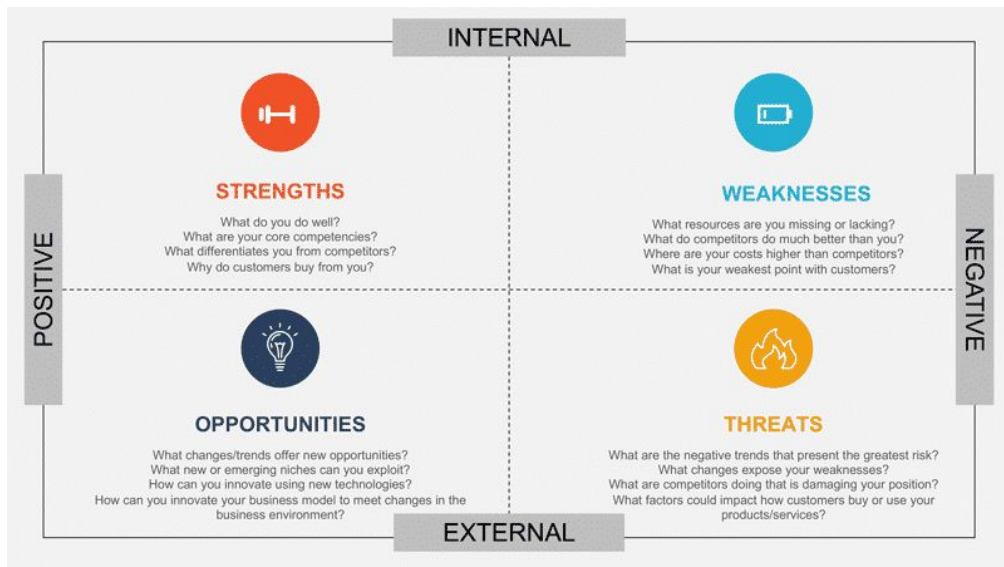 INTERNAL
POSITIVE
NEGATIVE
STRENGTHS
What do you do well?
What are your core competencies?
What differentiates you from competitors?
Why do customers buy from you?
WEAKNESSES
What resources are you missing or lacking?
What do competitors do much better than you?
Where are your costs higher than competitors?
What is your weakest point with customers?
OPPORTUNITIES
What changes/trends offer new opportunities?
What new or emerging niches can you exploit?
How can you innovate using new technologies?
How can you innovate your business model to meet changes in the
business environment?
THREATS
What are the negative trends that present the greatest risk?
What changes expose your weaknesses?
What are competitors doing that is damaging your position?
What factors could impact how customers buy or use your
products/services?
EXTERNAL